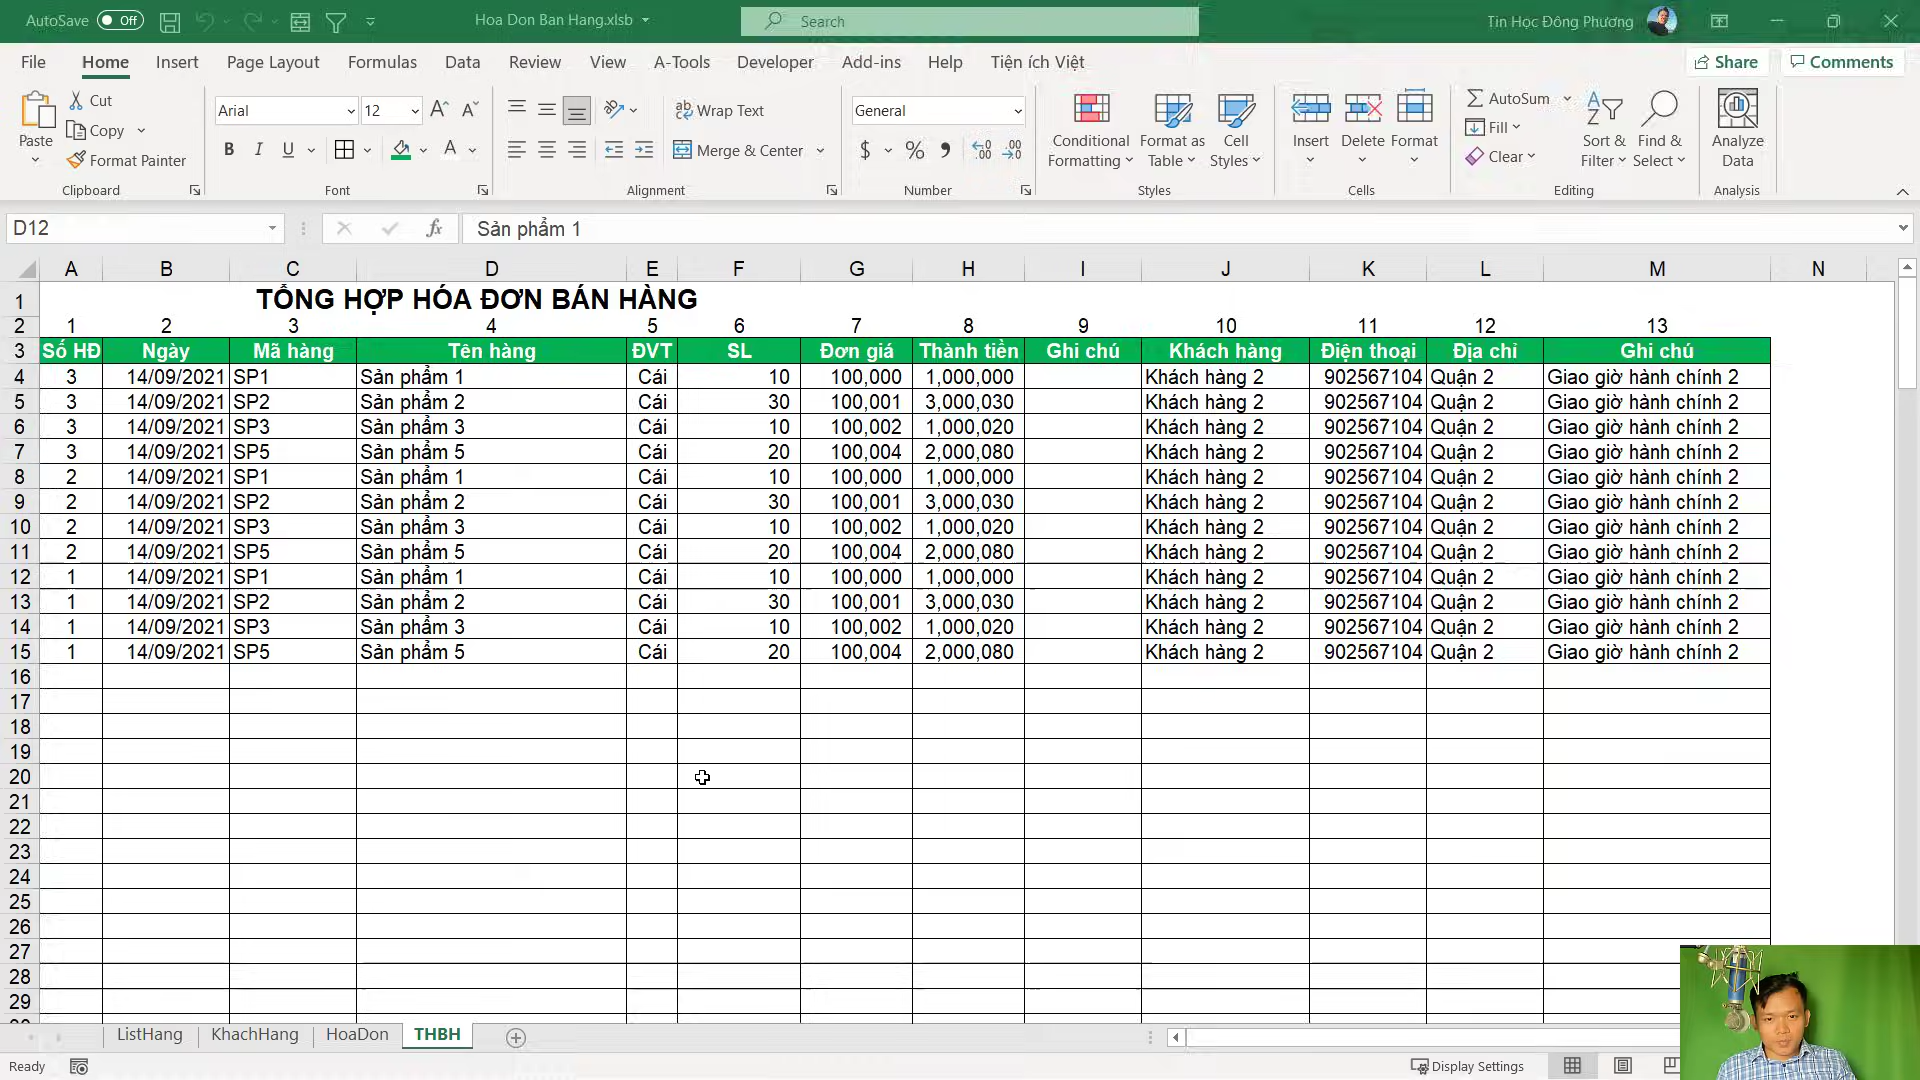 AutoSave Off Hoa Don Ban Hang.xlsb Search Tin Học Đông Phương
File Home Insert Page Layout Formulas Data Review View A-Tools Developer Add-ins Help Tiện ích Việt Share Comments
Paste Cut Copy Format Painter
Clipboard
Arial 12
B I U A
Font
Wrap Text
Merge & Center
Alignment
General
$ %
Number
Conditional Formatting Format as Table Cell Styles
Styles
Insert Delete Format
Cells
AutoSum
Fill
Clear
Sort & Filter Find & Select
Editing
Analyze Data
Analysis
D12 fx Sản phẩm 1
A B C D E F G H I J K L M N
1 TỔNG HỢP HÓA ĐƠN BÁN HÀNG
2 1 2 3 4 5 6 7 8 9 10 11 12 13
3 Số HĐ Ngày Mã hàng Tên hàng ĐVT SL Đơn giá Thành tiền Ghi chú Khách hàng Điện thoại Địa chỉ Ghi chú
4 3 14/09/2021 SP1 Sản phẩm 1 Cái 10 100,000 1,000,000 Khách hàng 2 902567104 Quận 2 Giao giờ hành chính 2
5 3 14/09/2021 SP2 Sản phẩm 2 Cái 30 100,001 3,000,030 Khách hàng 2 902567104 Quận 2 Giao giờ hành chính 2
6 3 14/09/2021 SP3 Sản phẩm 3 Cái 10 100,002 1,000,020 Khách hàng 2 902567104 Quận 2 Giao giờ hành chính 2
7 3 14/09/2021 SP5 Sản phẩm 5 Cái 20 100,004 2,000,080 Khách hàng 2 902567104 Quận 2 Giao giờ hành chính 2
8 2 14/09/2021 SP1 Sản phẩm 1 Cái 10 100,000 1,000,000 Khách hàng 2 902567104 Quận 2 Giao giờ hành chính 2
9 2 14/09/2021 SP2 Sản phẩm 2 Cái 30 100,001 3,000,030 Khách hàng 2 902567104 Quận 2 Giao giờ hành chính 2
10 2 14/09/2021 SP3 Sản phẩm 3 Cái 10 100,002 1,000,020 Khách hàng 2 902567104 Quận 2 Giao giờ hành chính 2
11 2 14/09/2021 SP5 Sản phẩm 5 Cái 20 100,004 2,000,080 Khách hàng 2 902567104 Quận 2 Giao giờ hành chính 2
12 1 14/09/2021 SP1 Sản phẩm 1 Cái 10 100,000 1,000,000 Khách hàng 2 902567104 Quận 2 Giao giờ hành chính 2
13 1 14/09/2021 SP2 Sản phẩm 2 Cái 30 100,001 3,000,030 Khách hàng 2 902567104 Quận 2 Giao giờ hành chính 2
14 1 14/09/2021 SP3 Sản phẩm 3 Cái 10 100,002 1,000,020 Khách hàng 2 902567104 Quận 2 Giao giờ hành chính 2
15 1 14/09/2021 SP5 Sản phẩm 5 Cái 20 100,004 2,000,080 Khách hàng 2 902567104 Quận 2 Giao giờ hành chính 2
16
17
18
19
20
21
22
23
24
25
26
27
28
29
ListHang KhachHang HoaDon THBH
Ready Display Settings